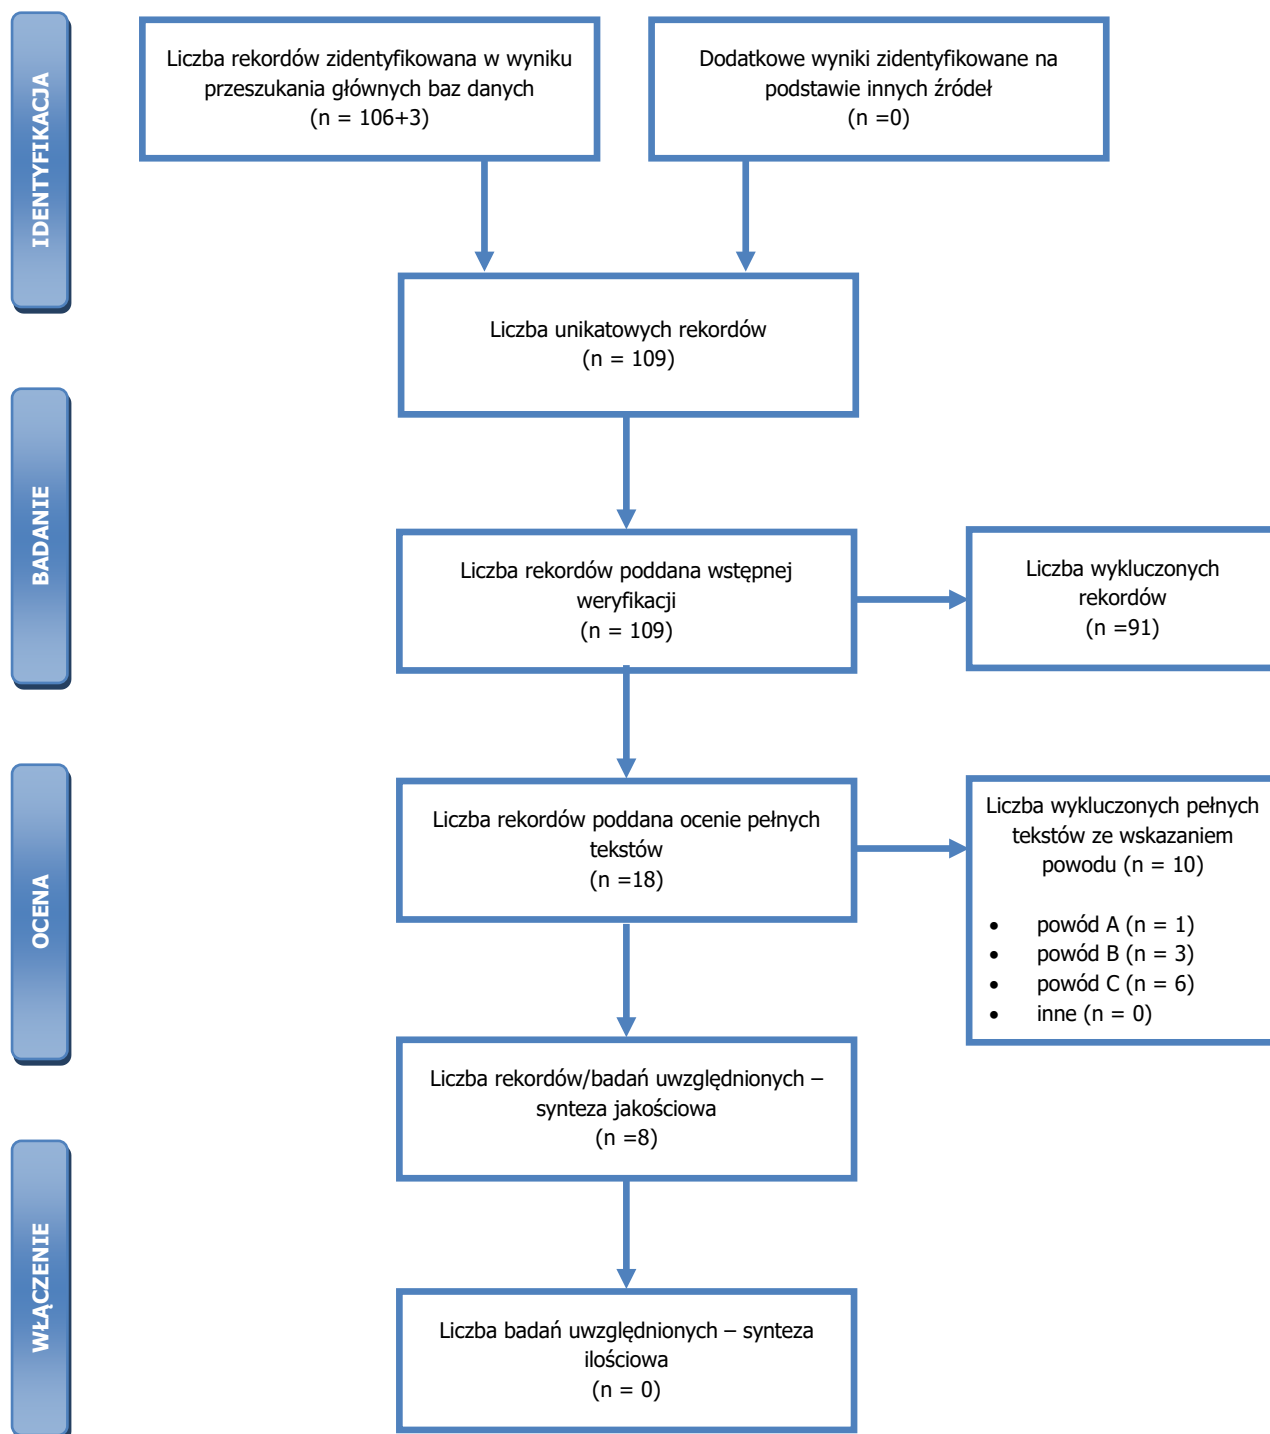 IDENTYFIKACJA
Liczba rekordów zidentyfikowana w wyniku
przeszukania głównych baz danych
(n = 106+3)
Dodatkowe wyniki zidentyfikowane na
podstawie innych źródeł
(n =0)
Liczba unikatowych rekordów
(n = 109)
BADANIE
Liczba rekordów poddana wstępnej
weryfikacji
(n = 109)
Liczba wykluczonych
rekordów
(n =91)
OCENA
Liczba rekordów poddana ocenie pełnych
tekstów
(n =18)
Liczba wykluczonych pełnych
tekstów ze wskazaniem
powodu (n = 10)
• powód A (n = 1)
• powód B (n = 3)
• powód C (n = 6)
• inne (n = 0)
Liczba rekordów/badań uwzględnionych –
synteza jakościowa
(n =8)
WŁĄCZENIE
Liczba badań uwzględnionych – synteza
ilościowa
(n = 0)